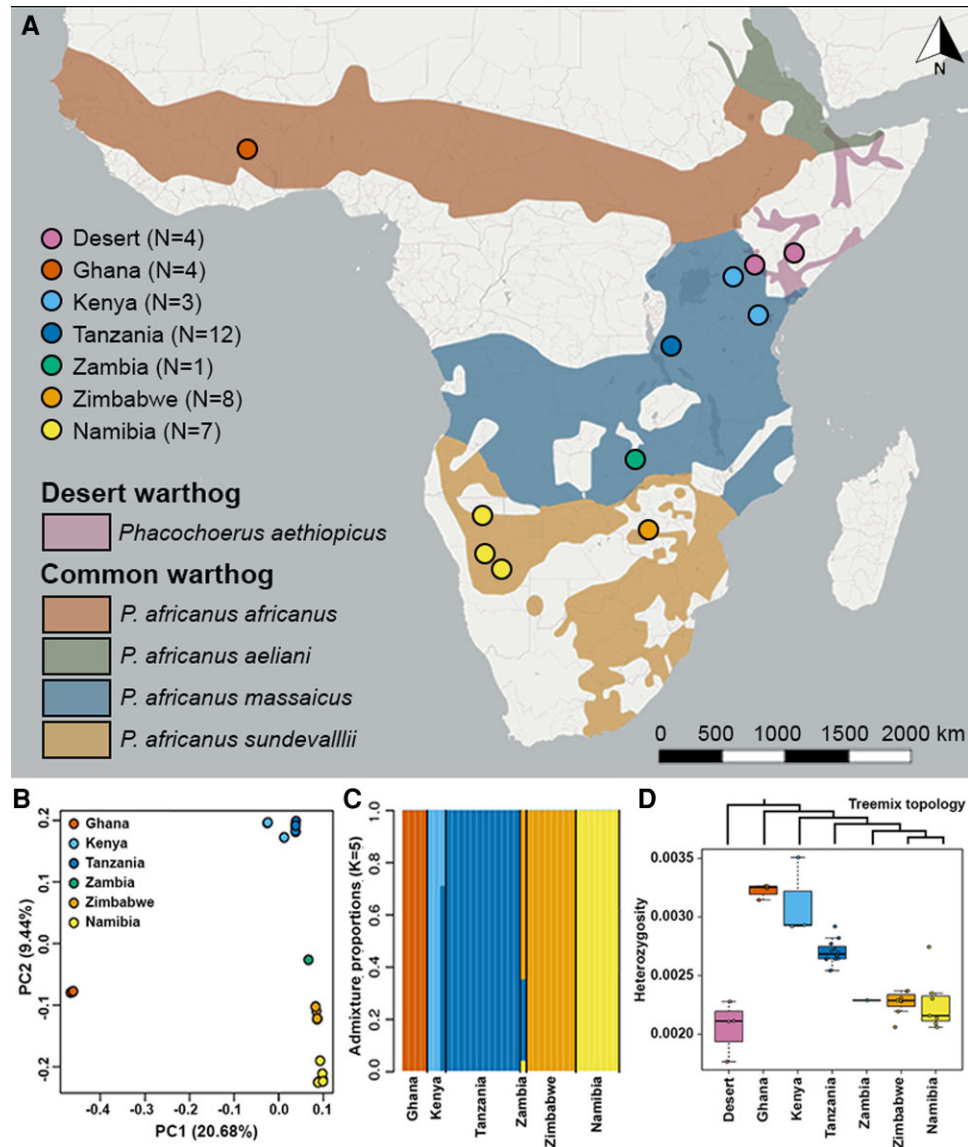 A
N
Desert (N=4)
Ghana (N=4)
Kenya (N=3)
Tanzania (N=12)
Zambia (N=1)
Zimbabwe (N=8)
Namibia (N=7)
Desert warthog
Phacochoerus aethiopicus
Common warthog
P. africanus africanus
P. africanus aeliani
P. africanus massaicus
P. africanus sundevalllii
0 500 1000 1500 2000 km
B
Ghana
Kenya
Tanzania
Zambia
Zimbabwe
Namibia
PC2 (9.44%)
0.2
0.1
0.0
-0.1
-0.2
-0.4 -0.3 -0.2 -0.1 0.0 0.1
PC1 (20.68%)
C
Admixture proportions (K=5)
1.0
0.8
0.6
0.4
0.2
0.0
Ghana
Kenya
Tanzania
Zambia
Zimbabwe
Namibia
D
Treemix topology
Heterozygosity
0.0035
0.0030
0.0025
0.0020
Desert
Ghana
Kenya
Tanzania
Zambia
Zimbabwe
Namibia